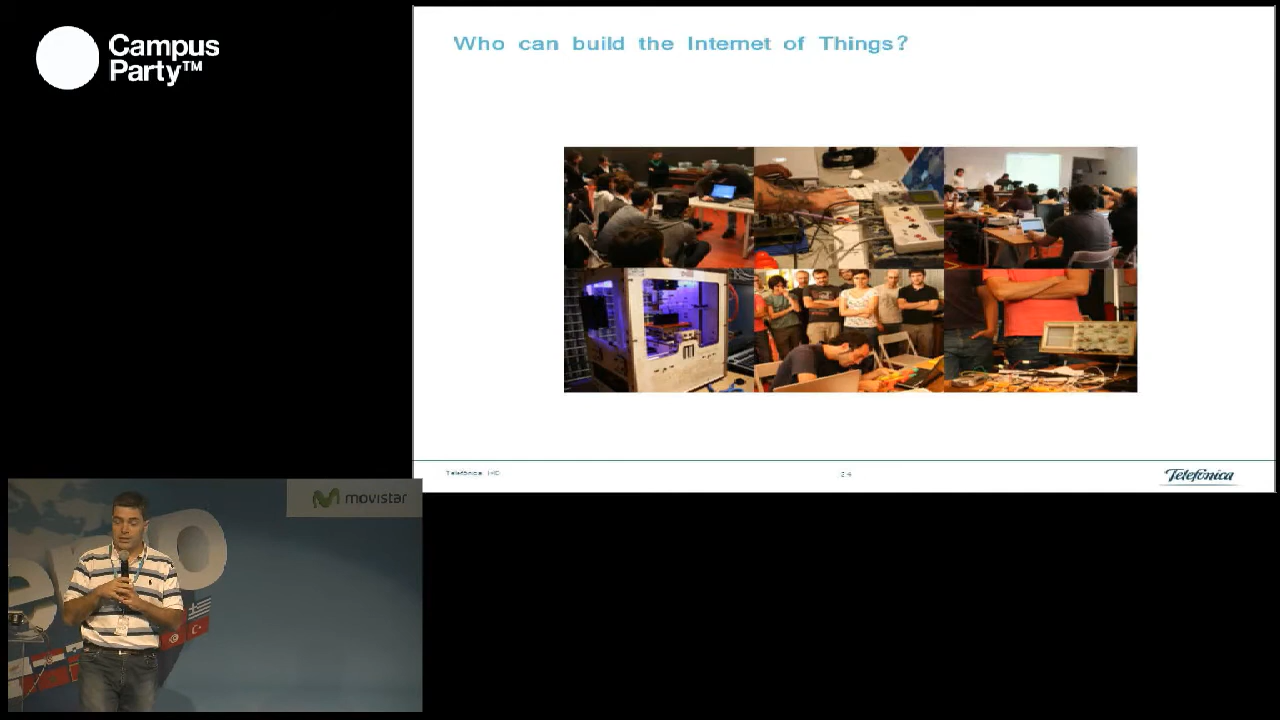 Campus
Party™
Who can build the Internet of Things?
Telefónica
24
Telefónica
movistar